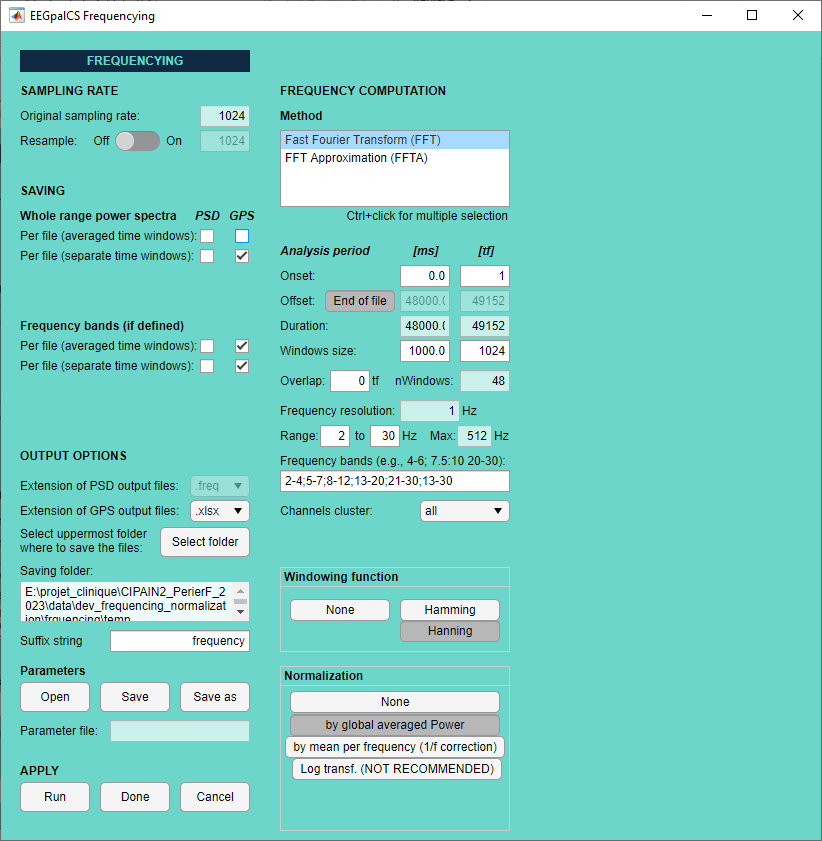 EEGpalCS Frequencying
FREQUENCYING
SAMPLING RATE
Original sampling rate: 1024
Resample: Off On 1024
SAVING
Whole range power spectra PSD GPS
Per file (averaged time windows):
Per file (separate time windows):
Frequency bands (if defined)
Per file (averaged time windows):
Per file (separate time windows):
OUTPUT OPTIONS
Extension of PSD output files: .freq
Extension of GPS output files: .xlsx
Select uppermost folder
where to save the files:
Select folder
Saving folder:
E:\projet_clinique\CIPAIN2_PerierF_2
023\data\dev_frequencing_normalizat
ion\frquencing\temp
Suffix string frequency
Parameters
Open Save Save as
Parameter file:
APPLY
Run Done Cancel
FREQUENCY COMPUTATION
Method
Fast Fourier Transform (FFT)
FFT Approximation (FFTA)
Ctrl+click for multiple selection
Analysis period [ms] [tf]
Onset: 0.0 1
Offset: End of file 48000.0 49152
Duration: 48000.0 49152
Windows size: 1000.0 1024
Overlap: 0 tf nWindows: 48
Frequency resolution: 1 Hz
Range: 2 to 30 Hz Max: 512 Hz
Frequency bands (e.g., 4-6; 7.5:10 20-30):
2-4;5-7;8-12;13-20;21-30;13-30
Channels cluster: all
Windowing function
None Hamming
Hanning
Normalization
None
by global averaged Power
by mean per frequency (1/f correction)
Log transf. (NOT RECOMMENDED)